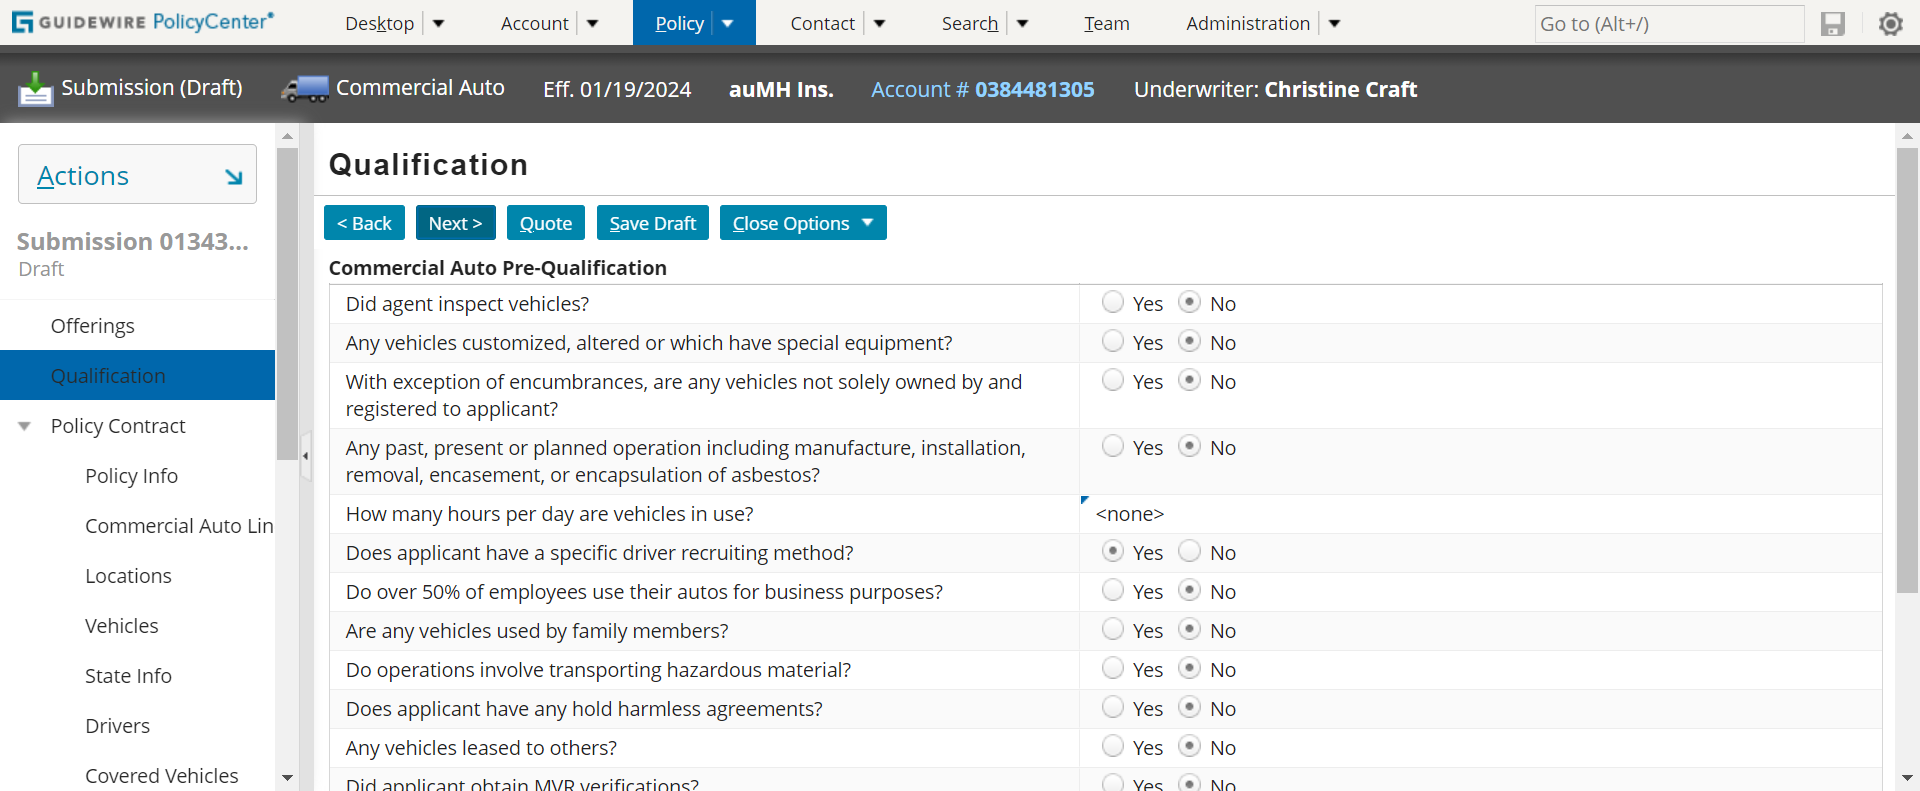 GUIDEWIRE PolicyCenter®
Desktop
Account
Policy
Contact
Search
Team
Administration
Go to (Alt+/)
Submission (Draft)
Commercial Auto
Eff. 01/19/2024
auMH Ins.
Account # 0384481305
Underwriter: Christine Craft
Actions
Submission 01343...
Draft
Offerings
Qualification
Policy Contract
Policy Info
Commercial Auto Lin
Locations
Vehicles
State Info
Drivers
Covered Vehicles
Qualification
< Back
Next >
Quote
Save Draft
Close Options
Commercial Auto Pre-Qualification
Did agent inspect vehicles? Yes No
Any vehicles customized, altered or which have special equipment? Yes No
With exception of encumbrances, are any vehicles not solely owned by and Yes No
registered to applicant?
Any past, present or planned operation including manufacture, installation, Yes No
removal, encasement, or encapsulation of asbestos?
How many hours per day are vehicles in use? <none>
Does applicant have a specific driver recruiting method? Yes No
Do over 50% of employees use their autos for business purposes? Yes No
Are any vehicles used by family members? Yes No
Do operations involve transporting hazardous material? Yes No
Does applicant have any hold harmless agreements? Yes No
Any vehicles leased to others? Yes No
Did applicant obtain MVR verifications? Yes No